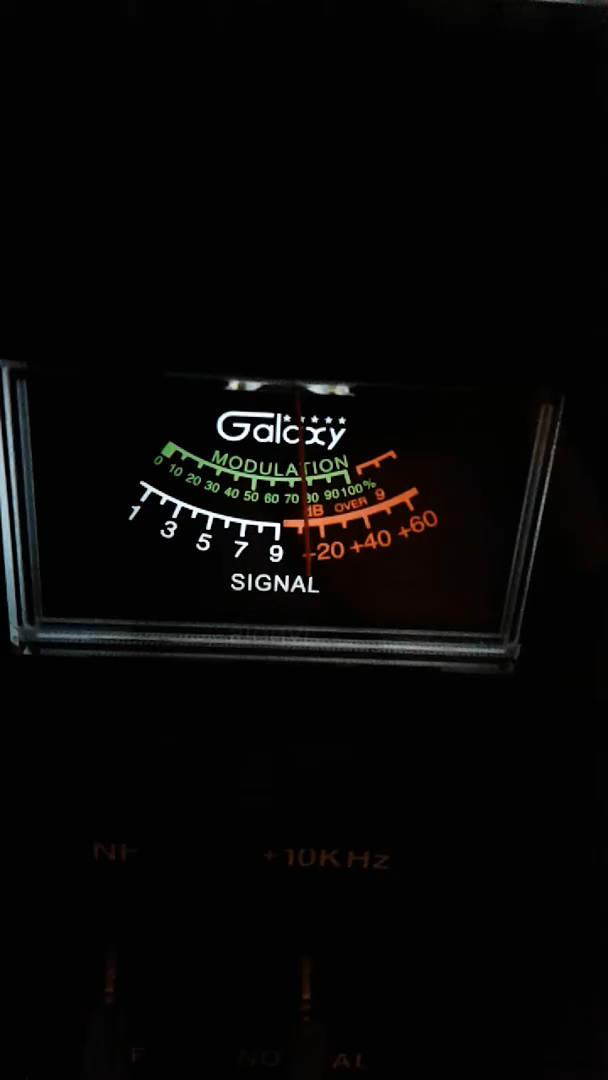 Galaxy
MODULATION
0 10 20 30 40 50 60 70 80 90 100%
dB OVER 9
1 3 5 7 9 +20 +40 +60
SIGNAL
+10KHz